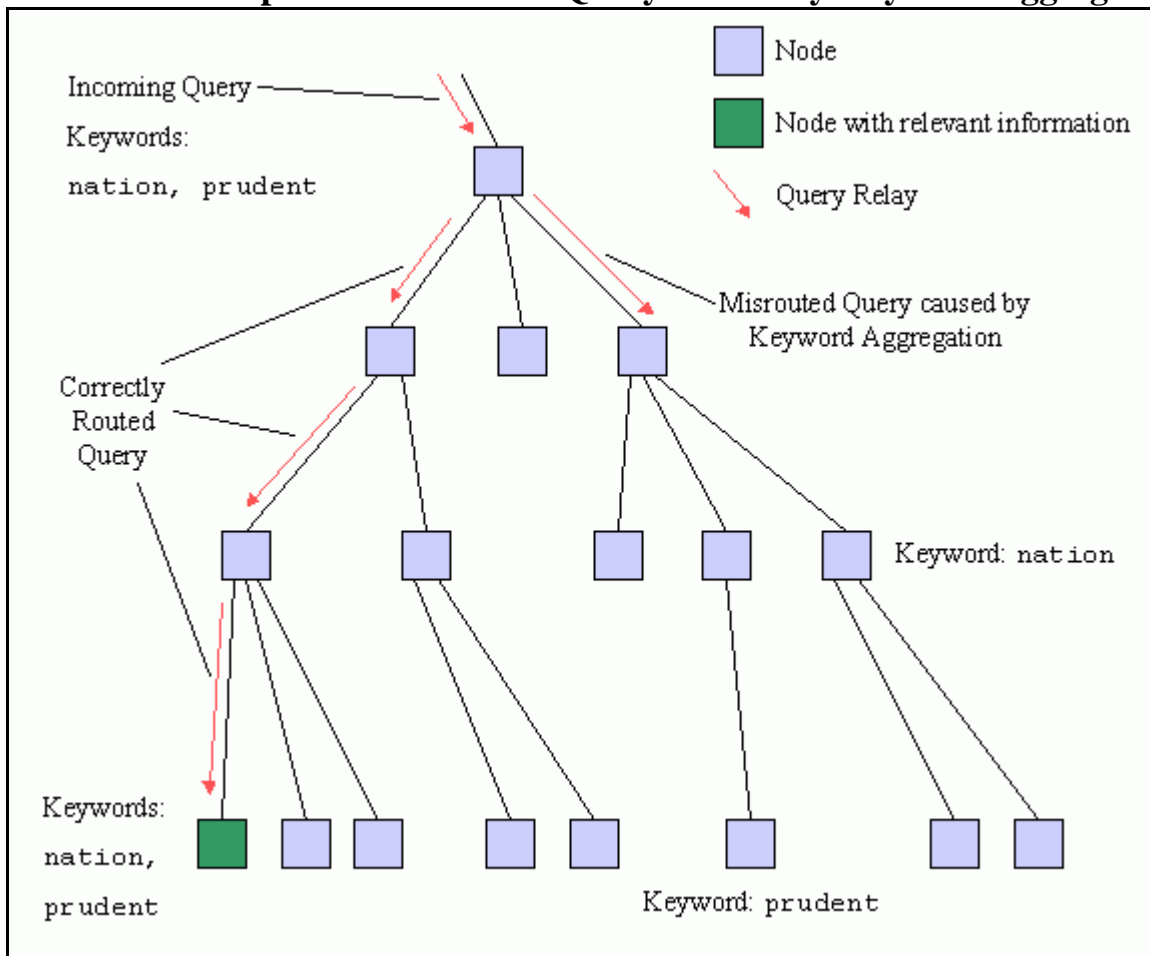 Incoming Query
Keywords:
nation, prudent
Node
Node with relevant information
Query Relay
Misrouted Query caused by
Keyword Aggregation
Correctly
Routed
Query
Keyword: nation
Keywords:
nation,
prudent
Keyword: prudent